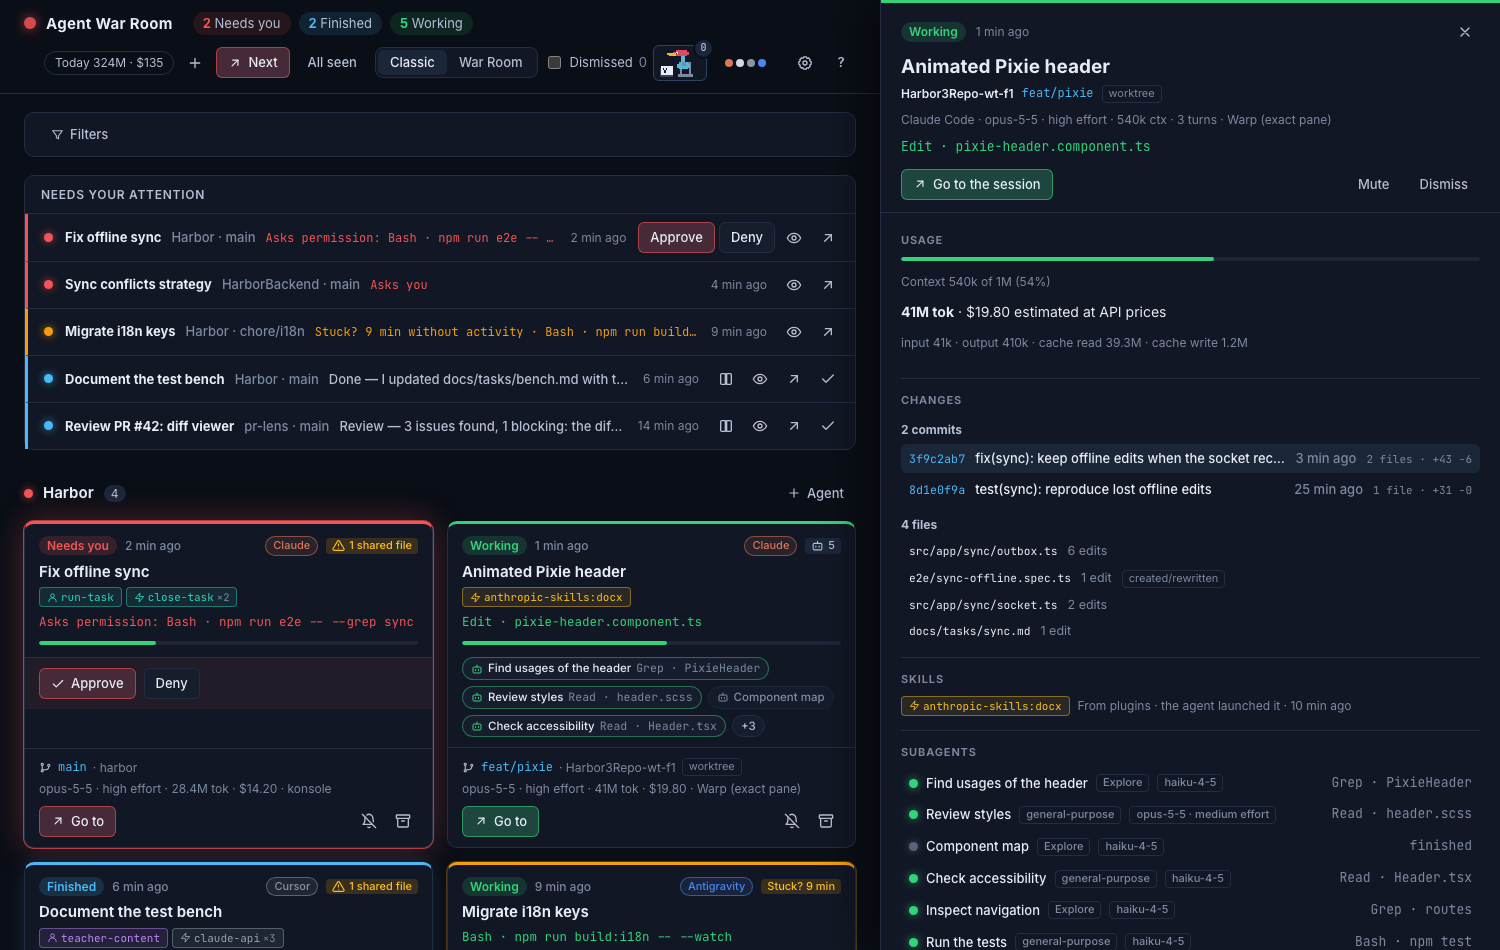 Agent War Room
2 Needs you
2 Finished
5 Working
Today 324M · $135
Next
All seen
Classic
War Room
Dismissed 0
0
?
Filters
NEEDS YOUR ATTENTION
Fix offline sync Harbor · main Asks permission: Bash · npm run e2e -- … 2 min ago Approve Deny
Sync conflicts strategy HarborBackend · main Asks you 4 min ago
Migrate i18n keys Harbor · chore/i18n Stuck? 9 min without activity · Bash · npm run build… 9 min ago
Document the test bench Harbor · main Done — I updated docs/tasks/bench.md with t… 6 min ago
Review PR #42: diff viewer pr-lens · main Review — 3 issues found, 1 blocking: the dif… 14 min ago
Harbor 4
Agent
Needs you 2 min ago Claude 1 shared file
Fix offline sync
run-task close-task ×2
Asks permission: Bash · npm run e2e -- --grep sync
Approve Deny
main · harbor
opus-5-5 · high effort · 28.4M tok · $14.20 · konsole
Go to
Working 1 min ago Claude 5
Animated Pixie header
anthropic-skills:docx
Edit · pixie-header.component.ts
Find usages of the header Grep · PixieHeader
Review styles Read · header.scss Component map
Check accessibility Read · Header.tsx +3
feat/pixie · Harbor3Repo-wt-f1 worktree
opus-5-5 · high effort · 41M tok · $19.80 · Warp (exact pane)
Go to
Finished 6 min ago Cursor 1 shared file
Document the test bench
teacher-content claude-api ×3
Working 9 min ago Antigravity Stuck? 9 min
Migrate i18n keys
Bash · npm run build:i18n -- --watch
Working 1 min ago
Animated Pixie header
Harbor3Repo-wt-f1 feat/pixie worktree
Claude Code · opus-5-5 · high effort · 540k ctx · 3 turns · Warp (exact pane)
Edit · pixie-header.component.ts
Go to the session
Mute
Dismiss
USAGE
Context 540k of 1M (54%)
41M tok · $19.80 estimated at API prices
input 41k · output 410k · cache read 39.3M · cache write 1.2M
CHANGES
2 commits
3f9c2ab7 fix(sync): keep offline edits when the socket rec… 3 min ago 2 files · +43 -6
8d1e0f9a test(sync): reproduce lost offline edits 25 min ago 1 file · +31 -0
4 files
src/app/sync/outbox.ts 6 edits
e2e/sync-offline.spec.ts 1 edit created/rewritten
src/app/sync/socket.ts 2 edits
docs/tasks/sync.md 1 edit
SKILLS
anthropic-skills:docx From plugins · the agent launched it · 10 min ago
SUBAGENTS
Find usages of the header Explore haiku-4-5 Grep · PixieHeader
Review styles general-purpose opus-5-5 · medium effort Read · header.scss
Component map Explore haiku-4-5 finished
Check accessibility general-purpose haiku-4-5 Read · Header.tsx
Inspect navigation Explore haiku-4-5 Grep · routes
Run the tests general-purpose haiku-4-5 Bash · npm test